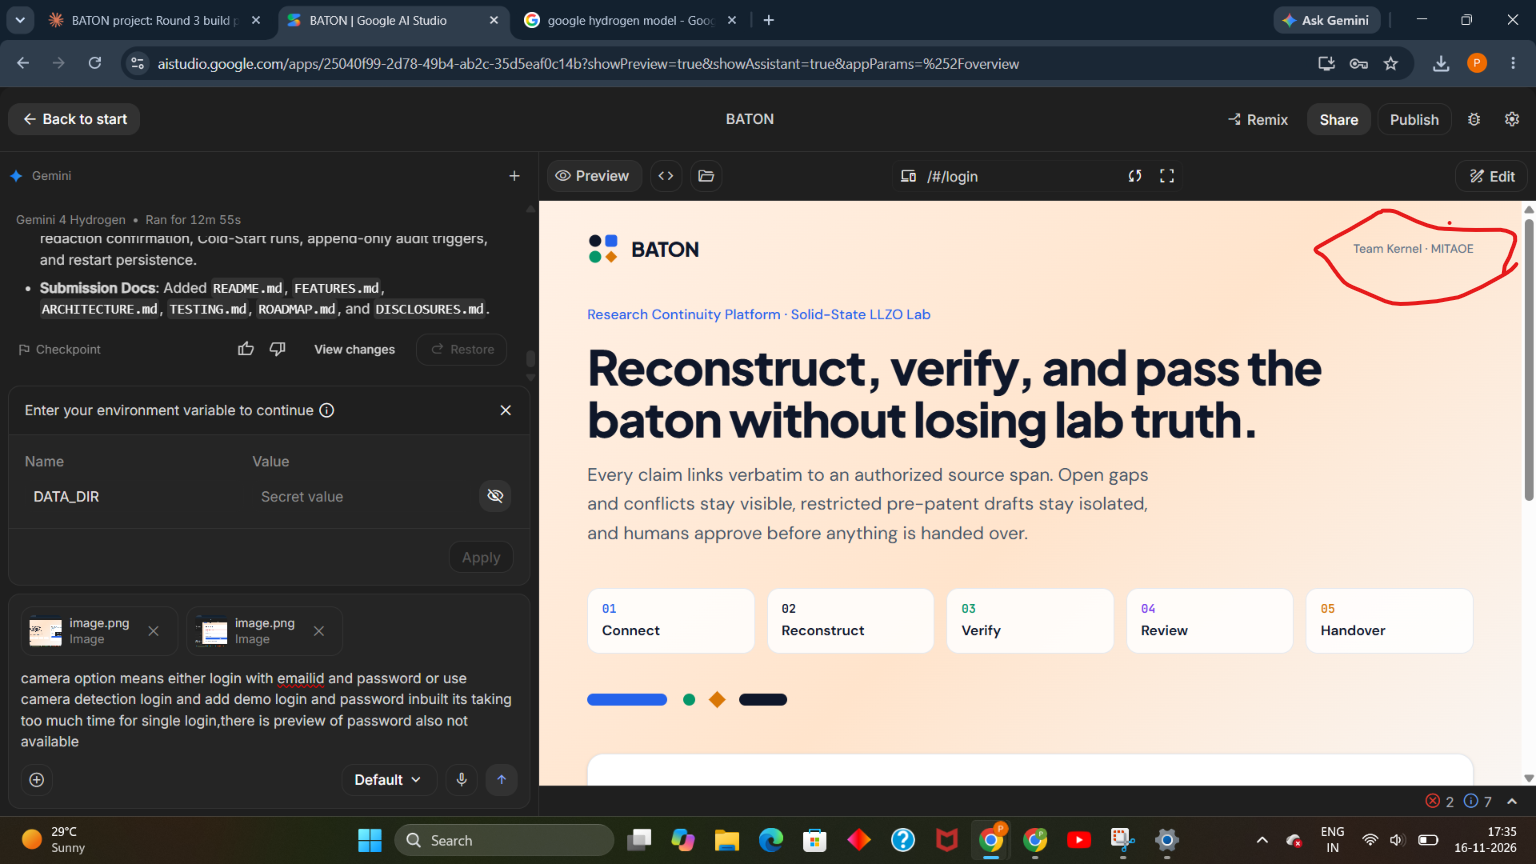 BATON project: Round 3 build p
BATON | Google AI Studio
google hydrogen model - Goo
Ask Gemini
aistudio.google.com/apps/25040f99-2d78-49b4-ab2c-35d5eaf0c14b?showPreview=true&showAssistant=true&appParams=%252Foverview
P
Back to start
BATON
Remix
Share
Publish
Gemini
Preview
/#/login
Edit
Gemini 4 Hydrogen • Ran for 12m 55s
redaction confirmation, Cold-Start runs, append-only audit triggers,
and restart persistence.
• Submission Docs: Added README.md, FEATURES.md,
ARCHITECTURE.md, TESTING.md, ROADMAP.md, and DISCLOSURES.md.
Checkpoint
View changes
Restore
Enter your environment variable to continue
Name
Value
DATA_DIR
Secret value
Apply
image.png
Image
image.png
Image
camera option means either login with emailid and password or use
camera detection login and add demo login and password inbuilt its taking
too much time for single login,there is preview of password also not
available
Default
BATON
Team Kernel · MITAOE
Research Continuity Platform · Solid-State LLZO Lab
Reconstruct, verify, and pass the
baton without losing lab truth.
Every claim links verbatim to an authorized source span. Open gaps
and conflicts stay visible, restricted pre-patent drafts stay isolated,
and humans approve before anything is handed over.
01
Connect
02
Reconstruct
03
Verify
04
Review
05
Handover
2
7
29°C
Sunny
Search
P
ENG
IN
17:35
16-11-2026